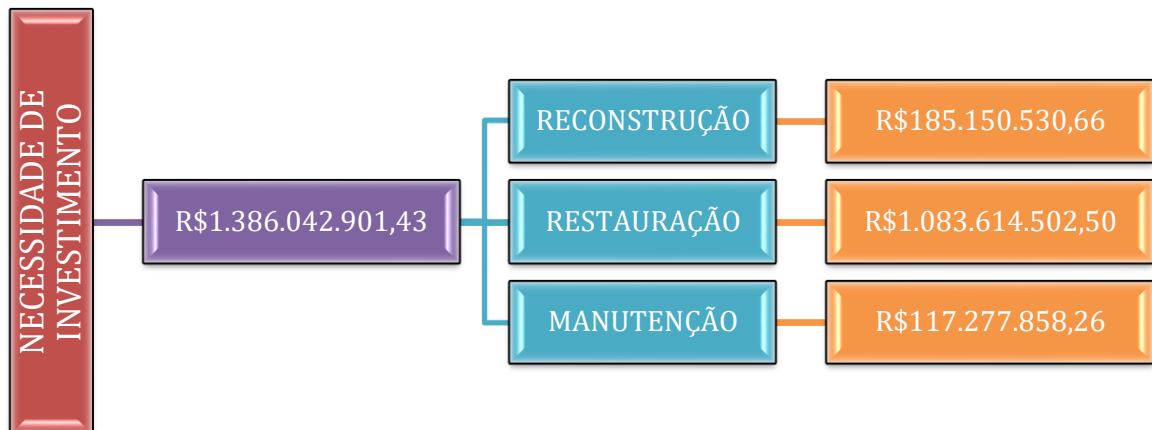 NECESSIDADE DE
INVESTIMENTO
R$1.386.042.901,43
RECONSTRUÇÃO
R$185.150.530,66
RESTAURAÇÃO
R$1.083.614.502,50
MANUTENÇÃO
R$117.277.858,26